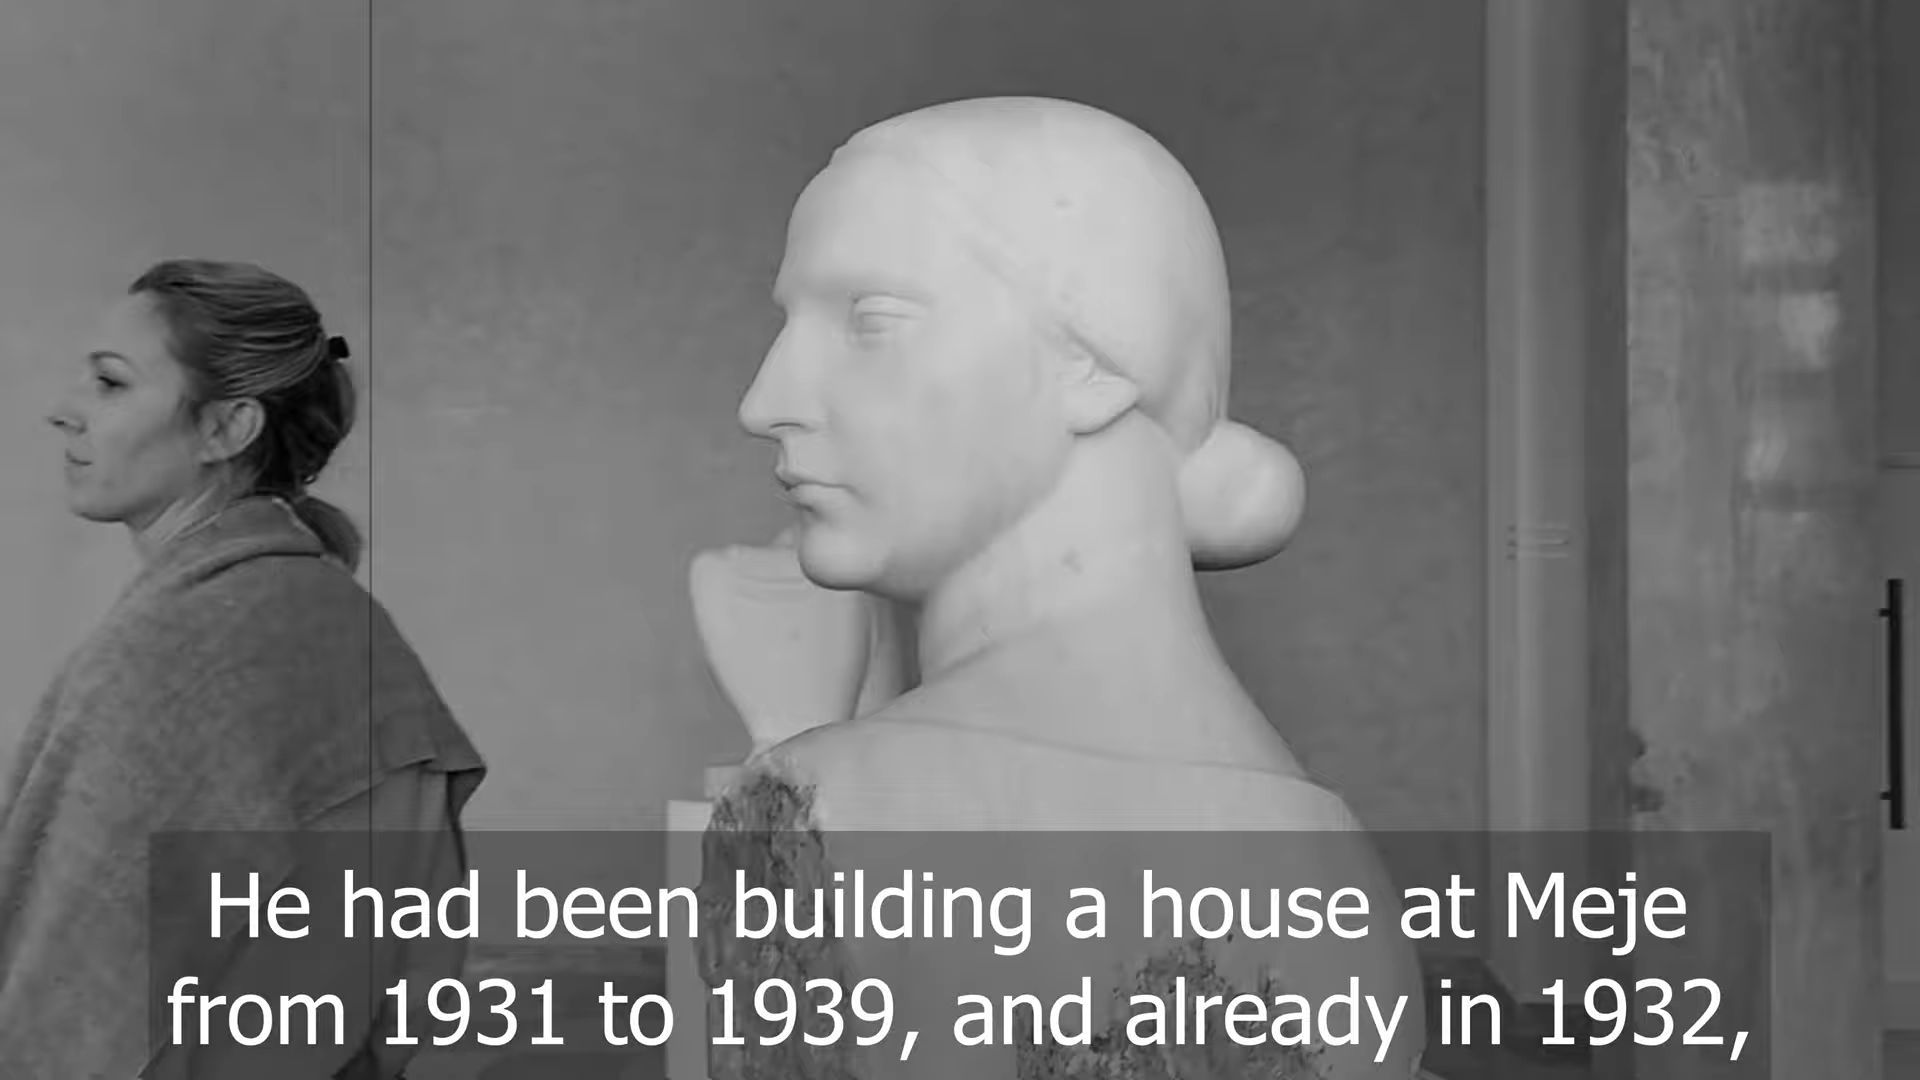 He had been building a house at Meje
from 1931 to 1939, and already in 1932,